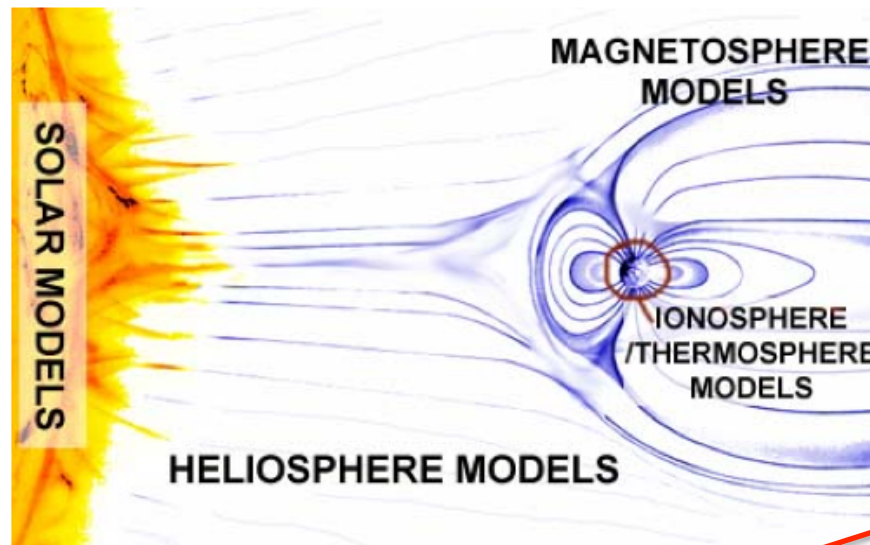 SOLAR MODELS
MAGNETOSPHERE
MODELS
IONOSPHERE
/THERMOSPHERE
MODELS
HELIOSPHERE MODELS